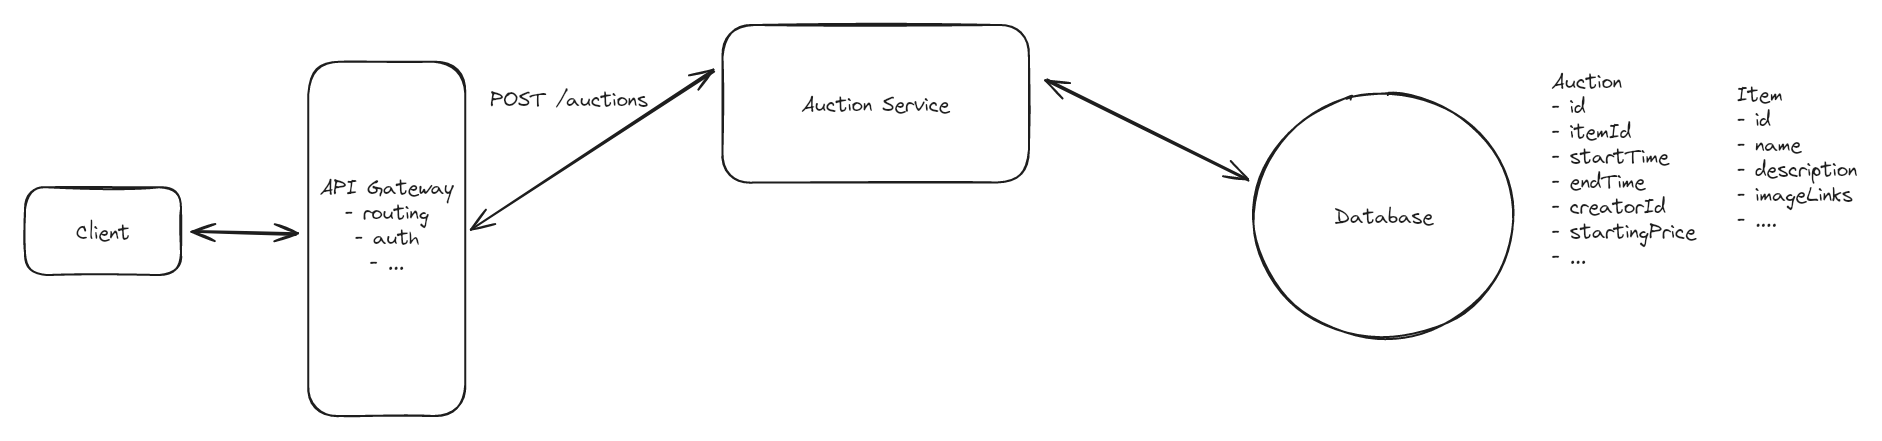 Client
API Gateway
- routing
- auth
- ...
POST /auctions
Auction Service
Database
Auction
- id
- itemId
- startTime
- endTime
- creatorId
- startingPrice
- ...
Item
- id
- name
- description
- imageLinks
- ....